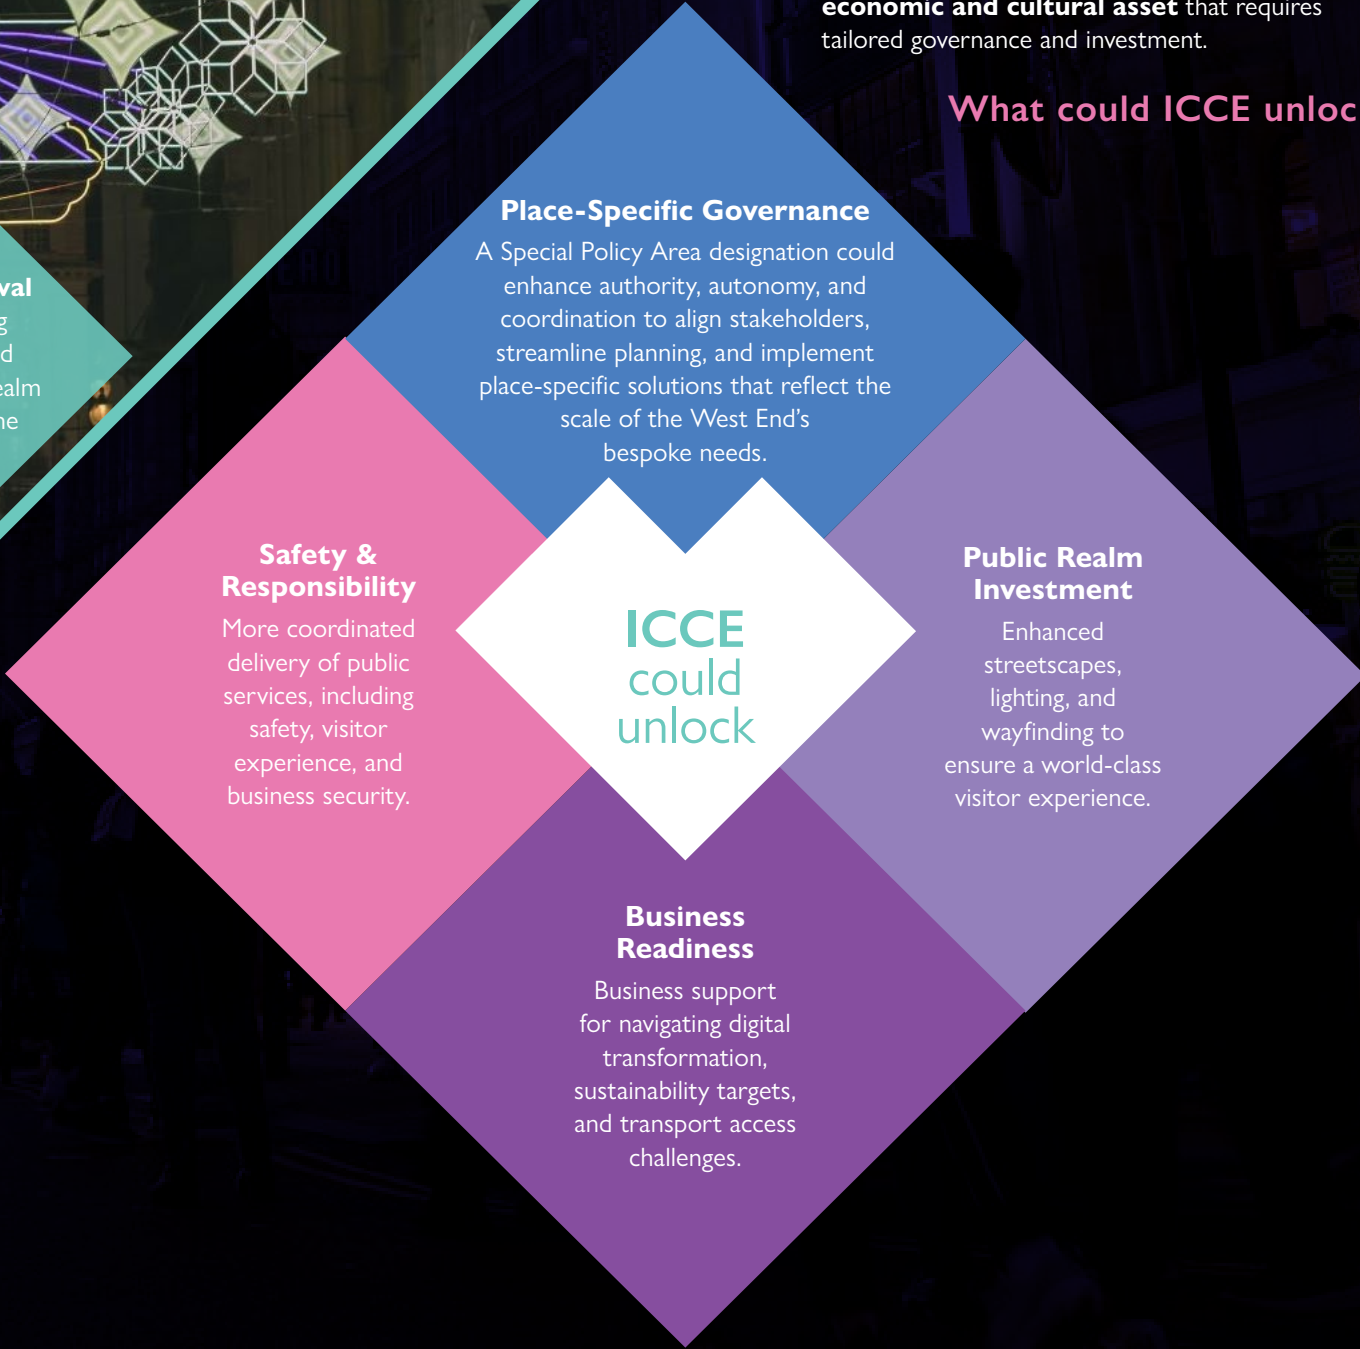 economic and cultural asset that requires
tailored governance and investment.
What could ICCE unloc
Place-Specific Governance
A Special Policy Area designation could
enhance authority, autonomy, and
coordination to align stakeholders,
streamline planning, and implement
place-specific solutions that reflect the
scale of the West End’s
bespoke needs.
val
g
d
ealm
ne
Safety &
Responsibility
More coordinated
delivery of public
services, including
safety, visitor
experience, and
business security.
ICCE
could
unlock
Public Realm
Investment
Enhanced
streetscapes,
lighting, and
wayfinding to
ensure a world-class
visitor experience.
Business
Readiness
Business support
for navigating digital
transformation,
sustainability targets,
and transport access
challenges.